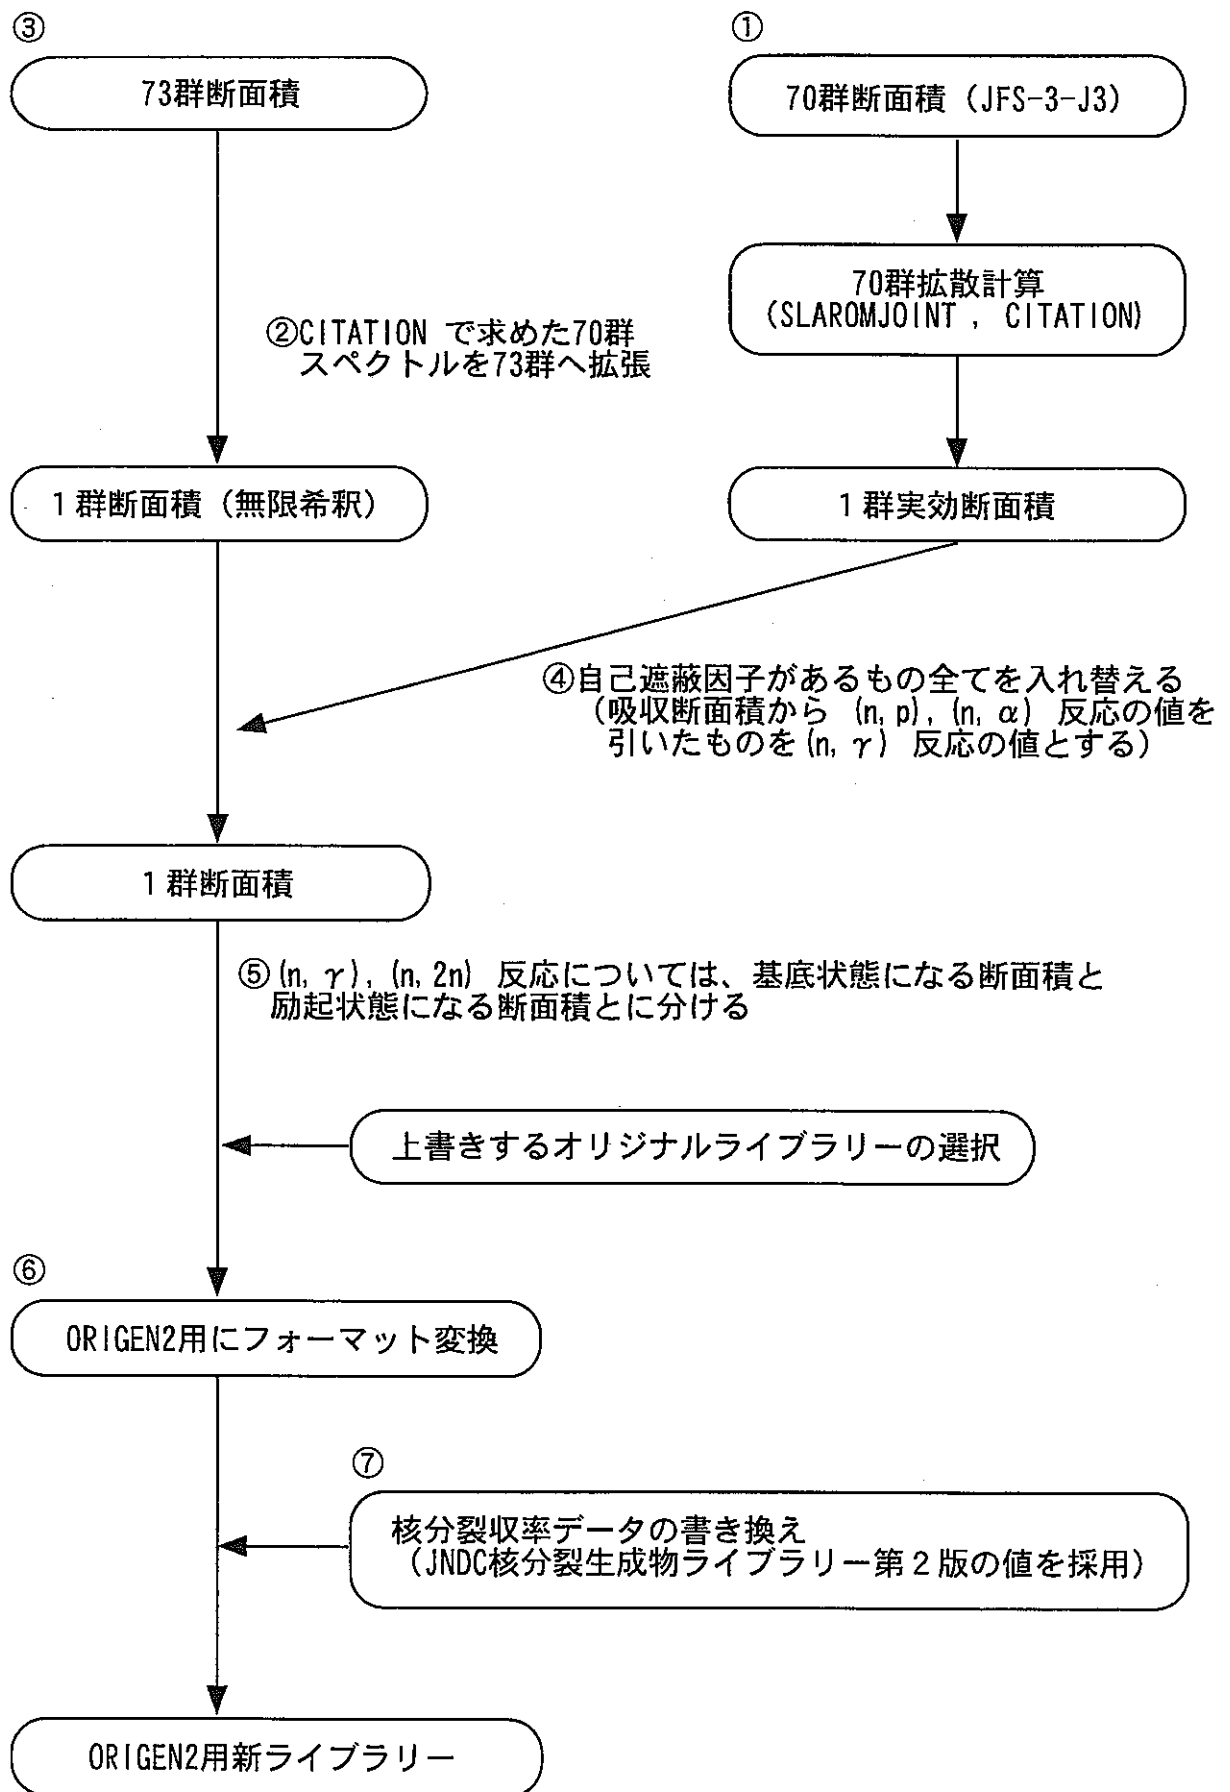 ③
73群断面積
①
70群断面積（JFS-3-J3）
70群拡散計算
(SLAROMJOINT , CITATION)
②CITATION で求めた70群
スペクトルを73群へ拡張
1群断面積（無限希釈）
1群実効断面積
④自己遮蔽因子があるもの全てを入れ替える
（吸収断面積から (n, p), (n, α) 反応の値を
引いたものを(n, γ) 反応の値とする）
1群断面積
⑤(n, γ), (n, 2n) 反応については、基底状態になる断面積と
励起状態になる断面積とに分ける
上書きするオリジナルライブラリーの選択
⑥
ORIGEN2用にフォーマット変換
⑦
核分裂収率データの書き換え
（JNDC核分裂生成物ライブラリー第2版の値を採用）
ORIGEN2用新ライブラリー